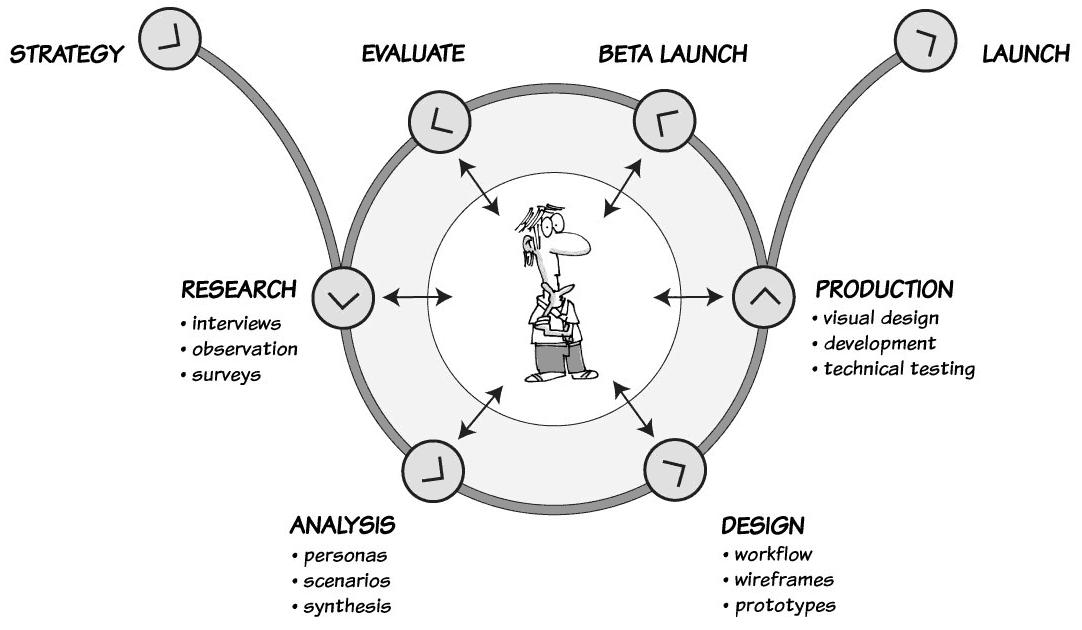 STRATEGY
EVALUATE
BETA LAUNCH
LAUNCH
RESEARCH
• interviews
• observation
• surveys
PRODUCTION
• visual design
• development
• technical testing
ANALYSIS
• personas
• scenarios
• synthesis
DESIGN
• workflow
• wireframes
• prototypes